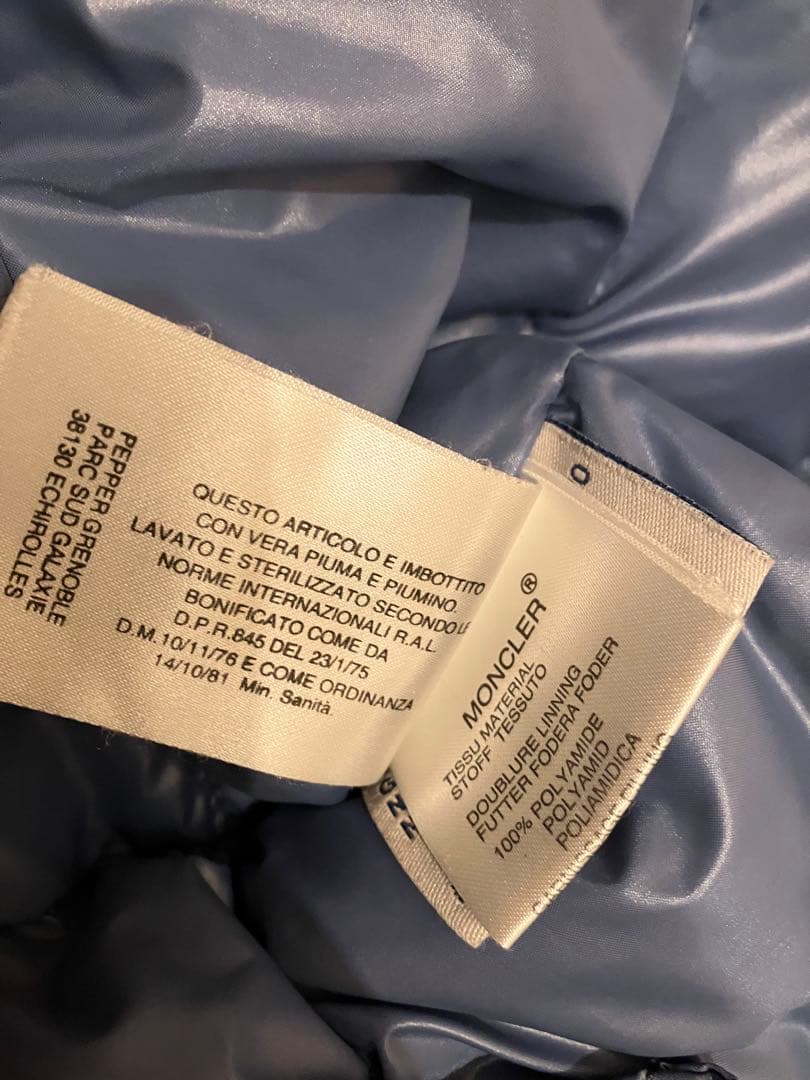 PEPPER GRENOBLE
PARC SUD GALAXIE
38130 ECHIROLLES
QUESTO ARTICOLO E IMBOTTITO
CON VERA PIUMA E PIUMINO.
LAVATO E STERILIZZATO SECONDO LE
NORME INTERNAZIONALI R.A.L.
BONIFICATO COME DA
D.P.R.845 DEL 23/1/75
D.M.10/11/76 E COME ORDINANZA
14/10/81 Min. Sanità.
0
MONCLER®
TISSU MATERIAL
STOFF TESSUTO
DOUBLURE LINNING
FUTTER FODERA FODER
100% POLYAMIDE
POLYAMID
POLIAMIDICA